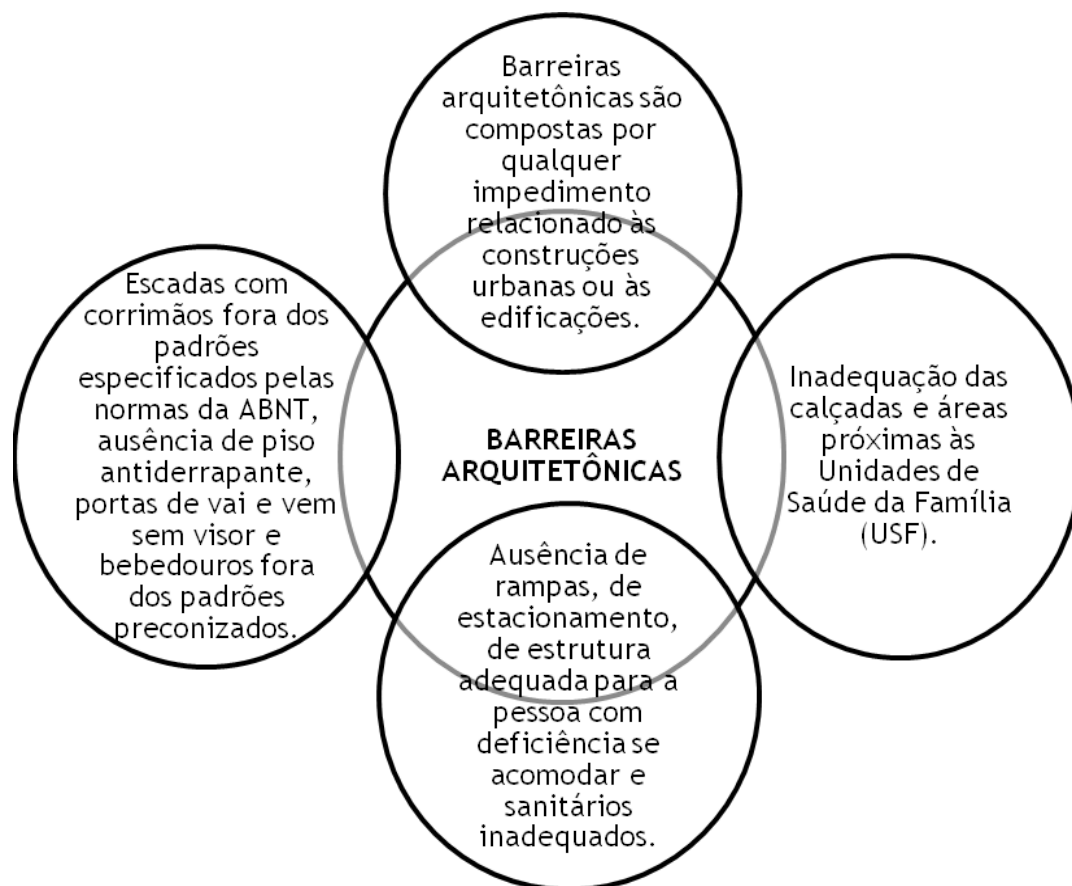 Barreiras
arquitetônicas são
compostas por
qualquer
impedimento
relacionado às
construções
urbanas ou às
edificações.
Escadas com
corrimãos fora dos
padrões
especificados pelas
normas da ABNT,
ausência de piso
antiderrapante,
portas de vai e vem
sem visor e
bebedouros fora
dos padrões
preconizados.
BARREIRAS
ARQUITETÔNICAS
Inadequação das
calçadas e áreas
próximas às
Unidades de
Saúde da Família
(USF).
Ausência de
rampas, de
estacionamento,
de estrutura
adequada para a
pessoa com
deficiência se
acomodar e
sanitários
inadequados.